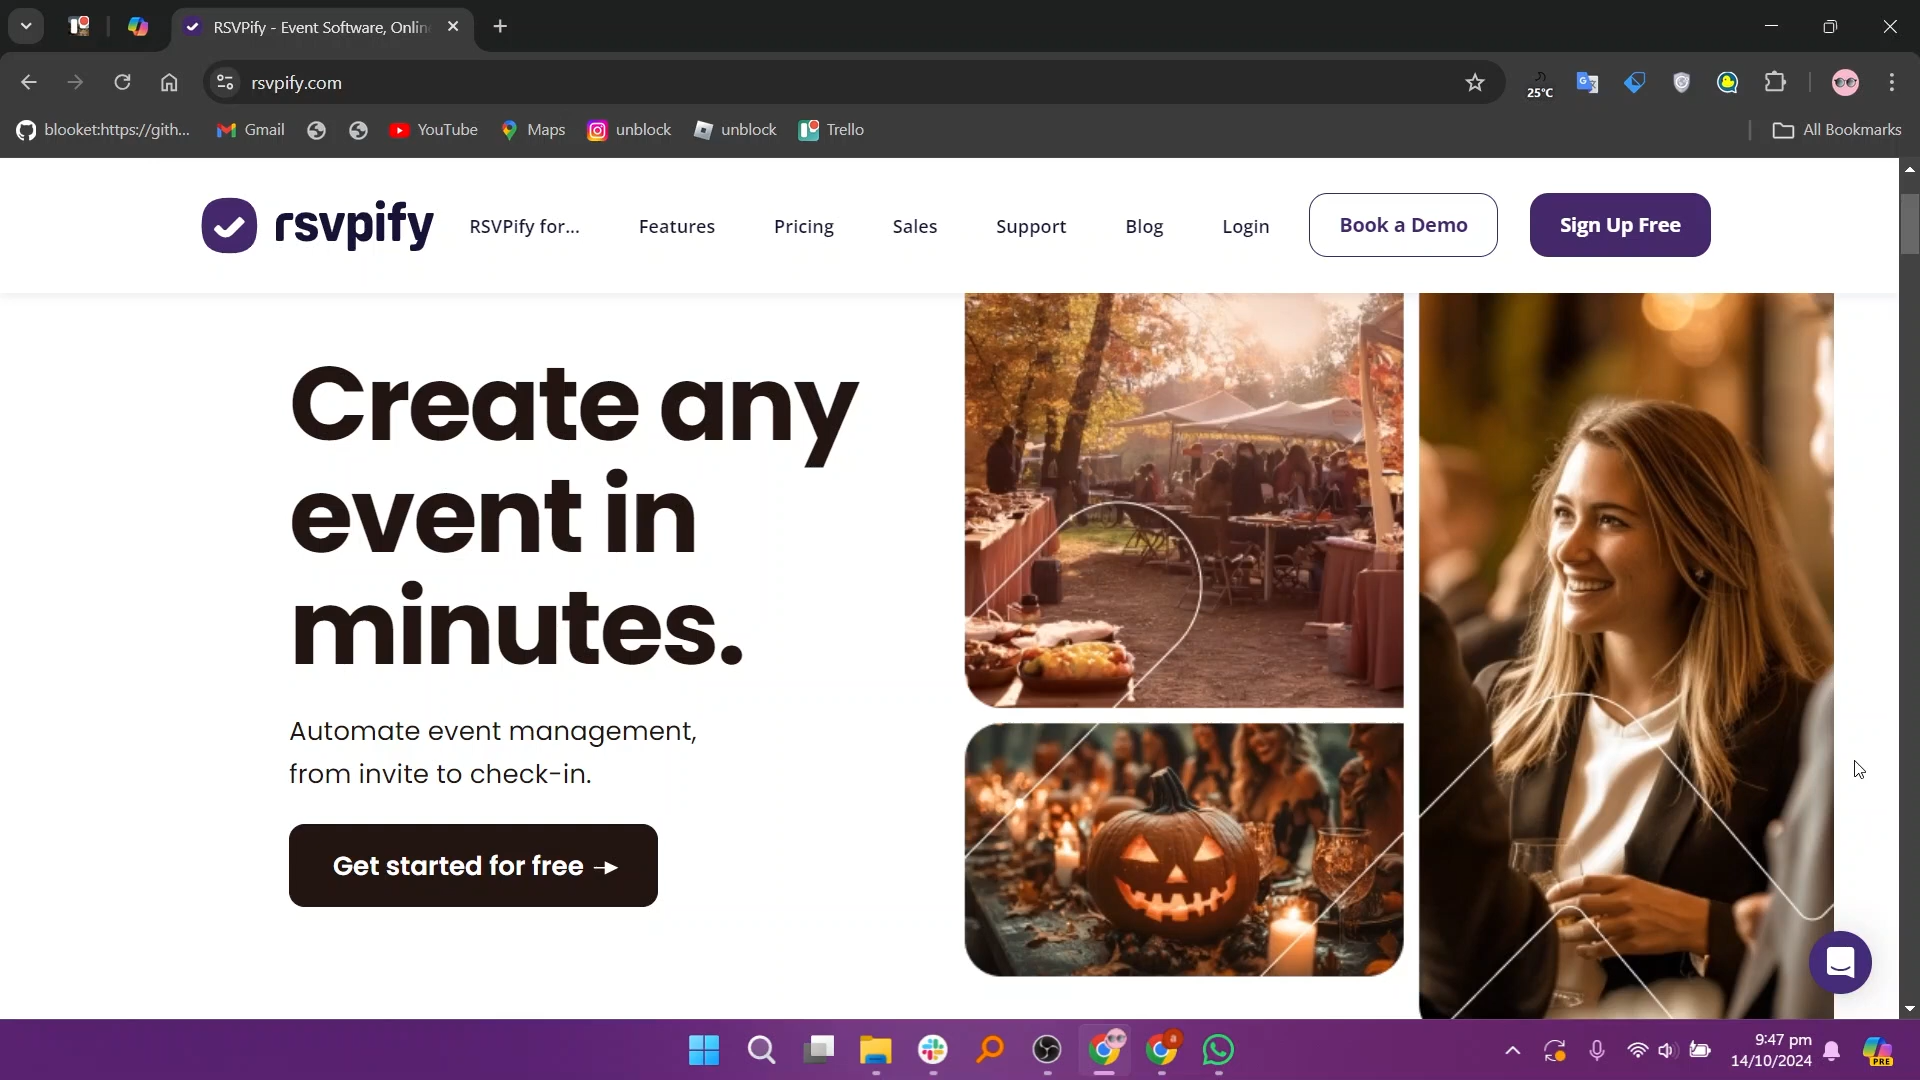 RSVPify - Event Software, Onlin
rsvpify.com
25°C
blooket:https://gith...
Gmail
YouTube
Maps
unblock
unblock
Trello
All Bookmarks
rsvpify
RSVPify for...
Features
Pricing
Sales
Support
Blog
Login
Book a Demo
Sign Up Free
Create any
event in
minutes.
Automate event management,
from invite to check-in.
Get started for free →
9:47 pm
14/10/2024
PRE